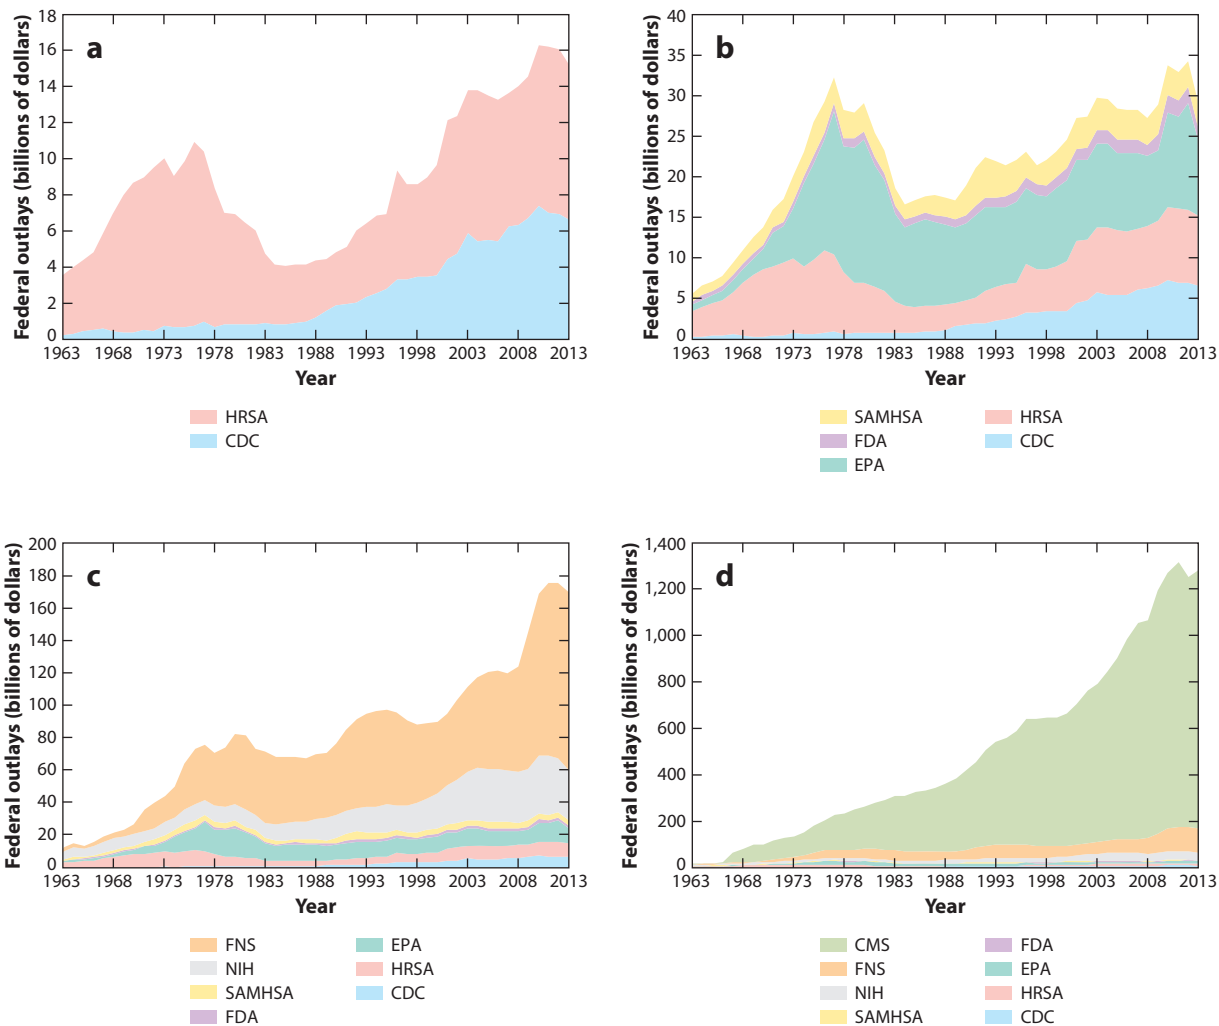 a
Federal outlays (billions of dollars)
18
16
14
12
10
8
6
4
2
0
1963 1968 1973 1978 1983 1988 1993 1998 2003 2008 2013
Year
HRSA
CDC
b
Federal outlays (billions of dollars)
40
35
30
25
20
15
10
5
0
1963 1968 1973 1978 1983 1988 1993 1998 2003 2008 2013
Year
SAMHSA HRSA
FDA CDC
EPA
c
Federal outlays (billions of dollars)
200
180
160
140
120
100
80
60
40
20
0
1963 1968 1973 1978 1983 1988 1993 1998 2003 2008 2013
Year
FNS EPA
NIH HRSA
SAMHSA CDC
FDA
d
Federal outlays (billions of dollars)
1,400
1,200
1,000
800
600
400
200
0
1963 1968 1973 1978 1983 1988 1993 1998 2003 2008 2013
Year
CMS FDA
FNS EPA
NIH HRSA
SAMHSA CDC